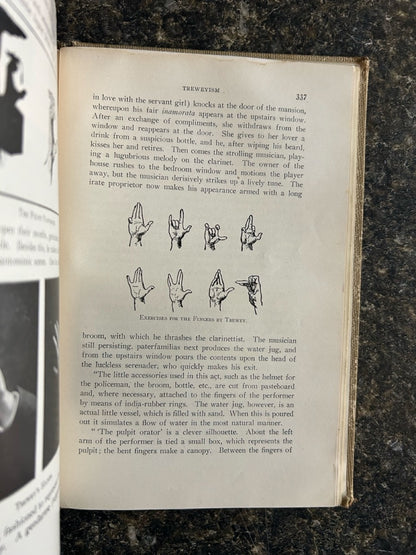 TREWEYISM
337
in love with the servant girl) knocks at the door of the mansion,
whereupon his fair inamorata appears at the upstairs window.
After an exchange of compliments, she withdraws from the
window and reappears at the door. She gives to her lover a
drink from a suspicious bottle, and he, after wiping his beard,
kisses her and retires. Then comes the strolling musician, play-
ing a lugubrious melody on the clarinet. The owner of the
house rushes to the bedroom window and motions the player
away, but the musician derisively strikes up a lively tune. The
irate proprietor now makes his appearance armed with a long
EXERCISES FOR THE FINGERS BY TREWEY.
broom, with which he thrashes the clarinettist. The musician
still persisting, paterfamilias next produces the water jug, and
from the upstairs window pours the contents upon the head of
the luckless serenader, who quickly makes his exit.
"The little accessories used in this act, such as the helmet for
the policeman, the broom, bottle, etc., are cut from pasteboard
and, where necessary, attached to the fingers of the performer
by means of india-rubber rings. The water jug, however, is an
actual little vessel, which is filled with sand. When this is poured
out it simulates a flow of water in the most natural manner.
"'The pulpit orator' is a clever silhouette. About the left
arm of the performer is tied a small box, which represents the
pulpit; the bent fingers make a canopy. Between the fingers of